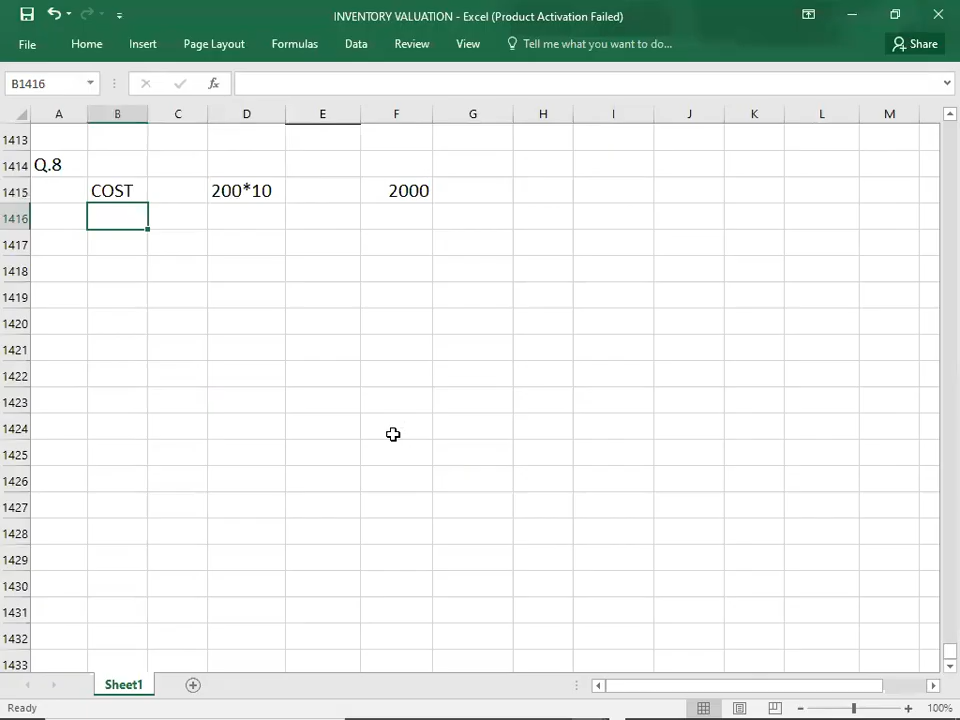 INVENTORY VALUATION - Excel (Product Activation Failed)
File Home Insert Page Layout Formulas Data Review View Tell me what you want to do... Share
B1416 fx
A B C D E F G H I J K L M
1413
1414 Q.8
1415 COST 200*10 2000
1416
1417
1418
1419
1420
1421
1422
1423
1424
1425
1426
1427
1428
1429
1430
1431
1432
1433
Sheet1
Ready 100%